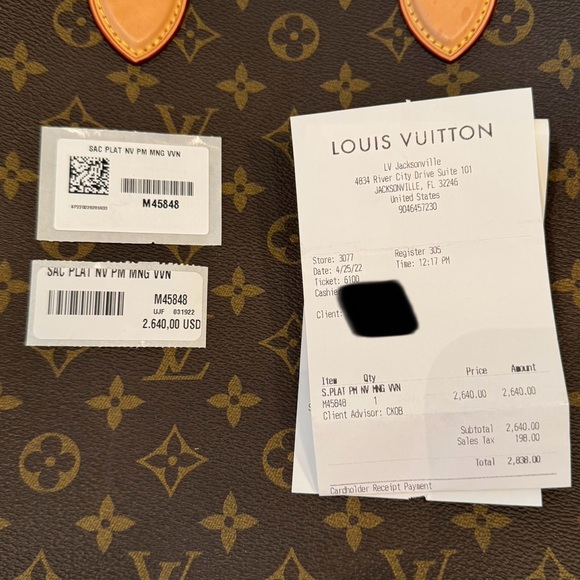 SAC PLAT NV PM MNG VVN
M45848
SAC PLAT NV PM MNG VVN
M45848
UJF 031922
2.640,00 USD
LOUIS VUITTON
LV Jacksonville
4834 River City Drive Suite 101
JACKSONVILLE, FL 32246
United States
9046457230
Store: 3077 Register 305
Date: 4/25/22 Time: 12:17 PM
Ticket: 6100
Cashie
Client:
Item Qty Price Amount
S.PLAT PM NV MNG VVN 2,640.00 2,640.00
M45848 1
Client Advisor: CKOB
Subtotal 2,640.00
Sales Tax 198.00
Total 2,838.00
Cardholder Receipt Payment